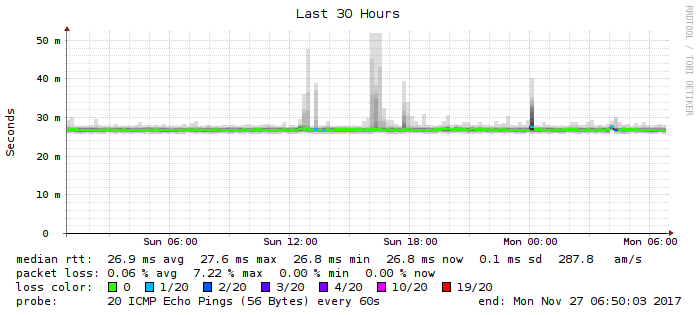 Last 30 Hours
RRDTOOL / TOBI OETIKER
Seconds
50 m
40 m
30 m
20 m
10 m
0
Sun 06:00 Sun 12:00 Sun 18:00 Mon 00:00 Mon 06:00
median rtt: 26.9 ms avg 27.6 ms max 26.8 ms min 26.8 ms now 0.1 ms sd 287.8 am/s
packet loss: 0.06 % avg 7.22 % max 0.00 % min 0.00 % now
loss color: 0 1/20 2/20 3/20 4/20 10/20 19/20
probe: 20 ICMP Echo Pings (56 Bytes) every 60s end: Mon Nov 27 06:50:03 2017